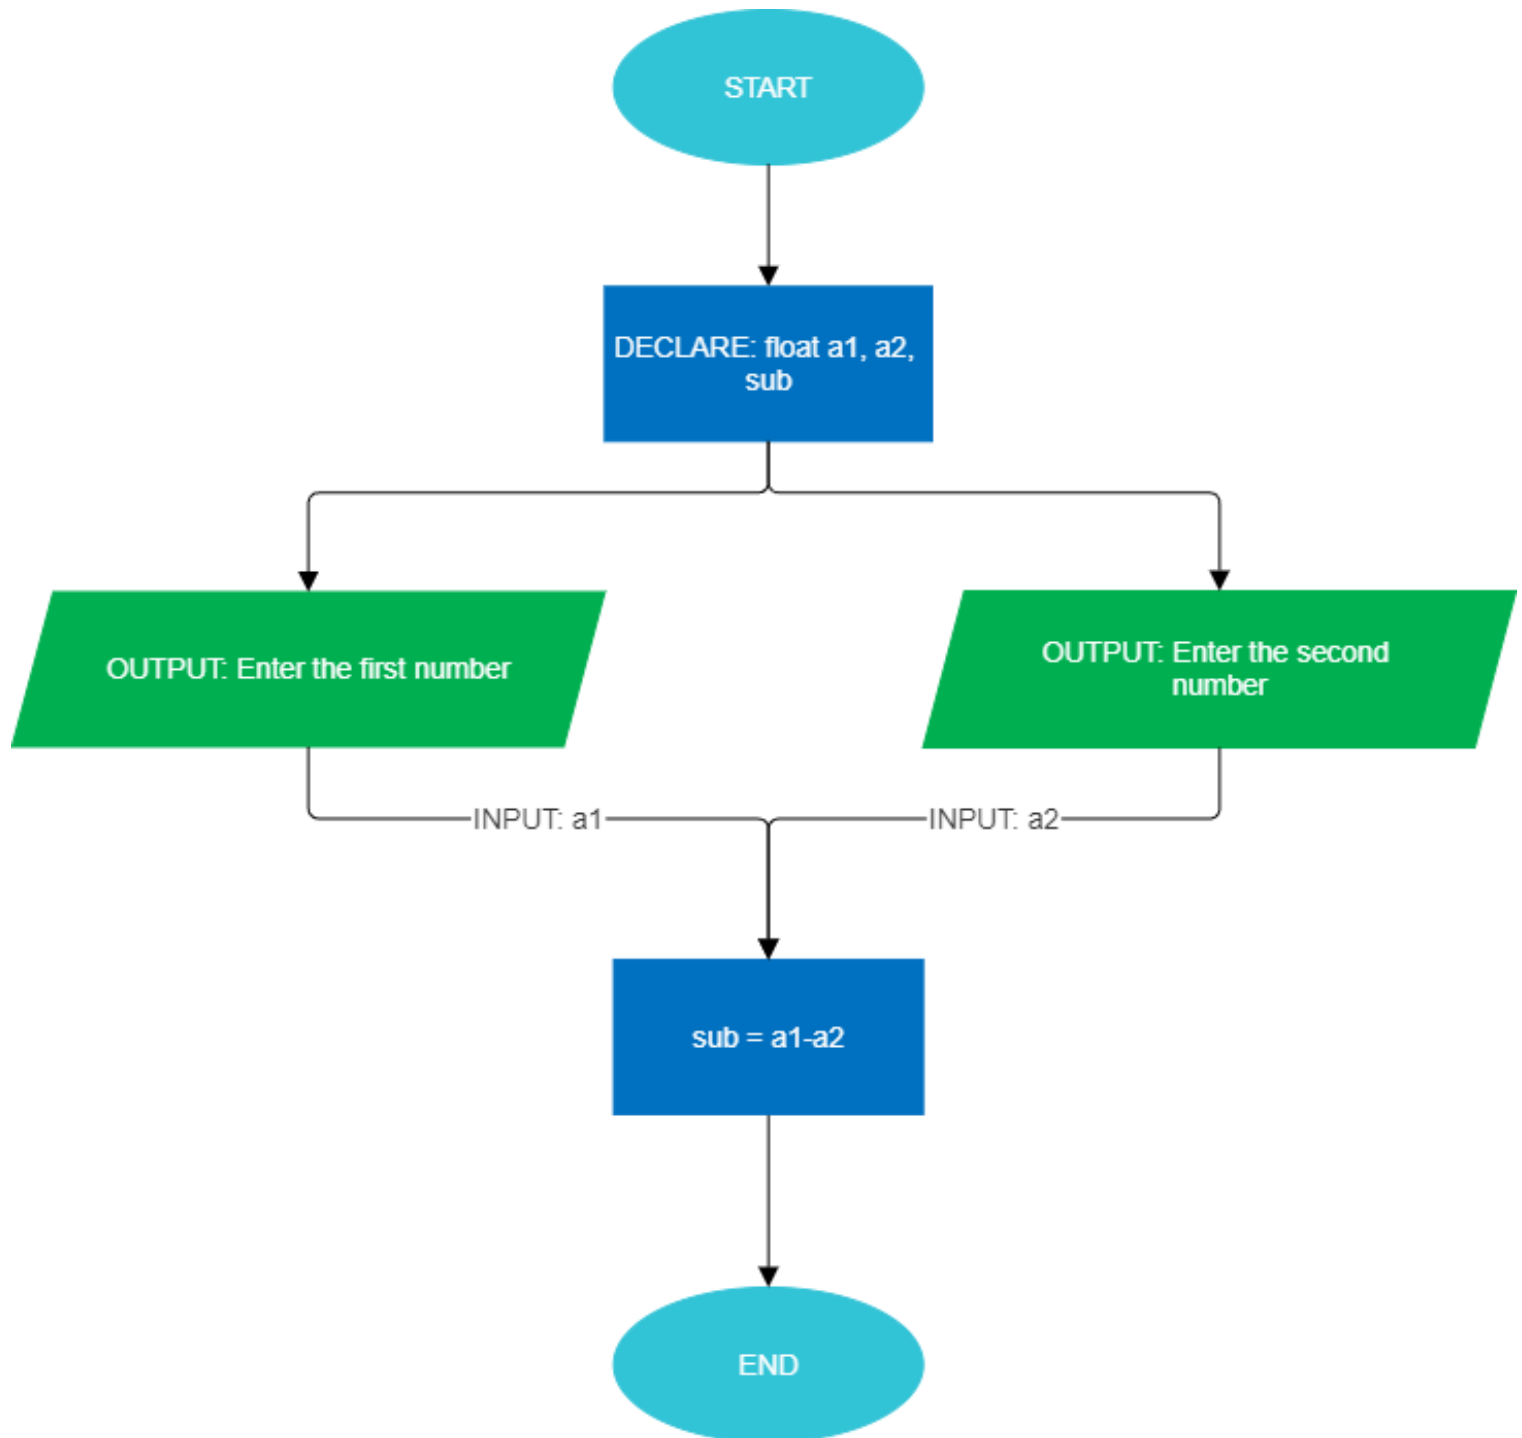 START
DECLARE: float a1, a2,
sub
OUTPUT: Enter the first number
OUTPUT: Enter the second
number
INPUT: a1
INPUT: a2
sub = a1-a2
END